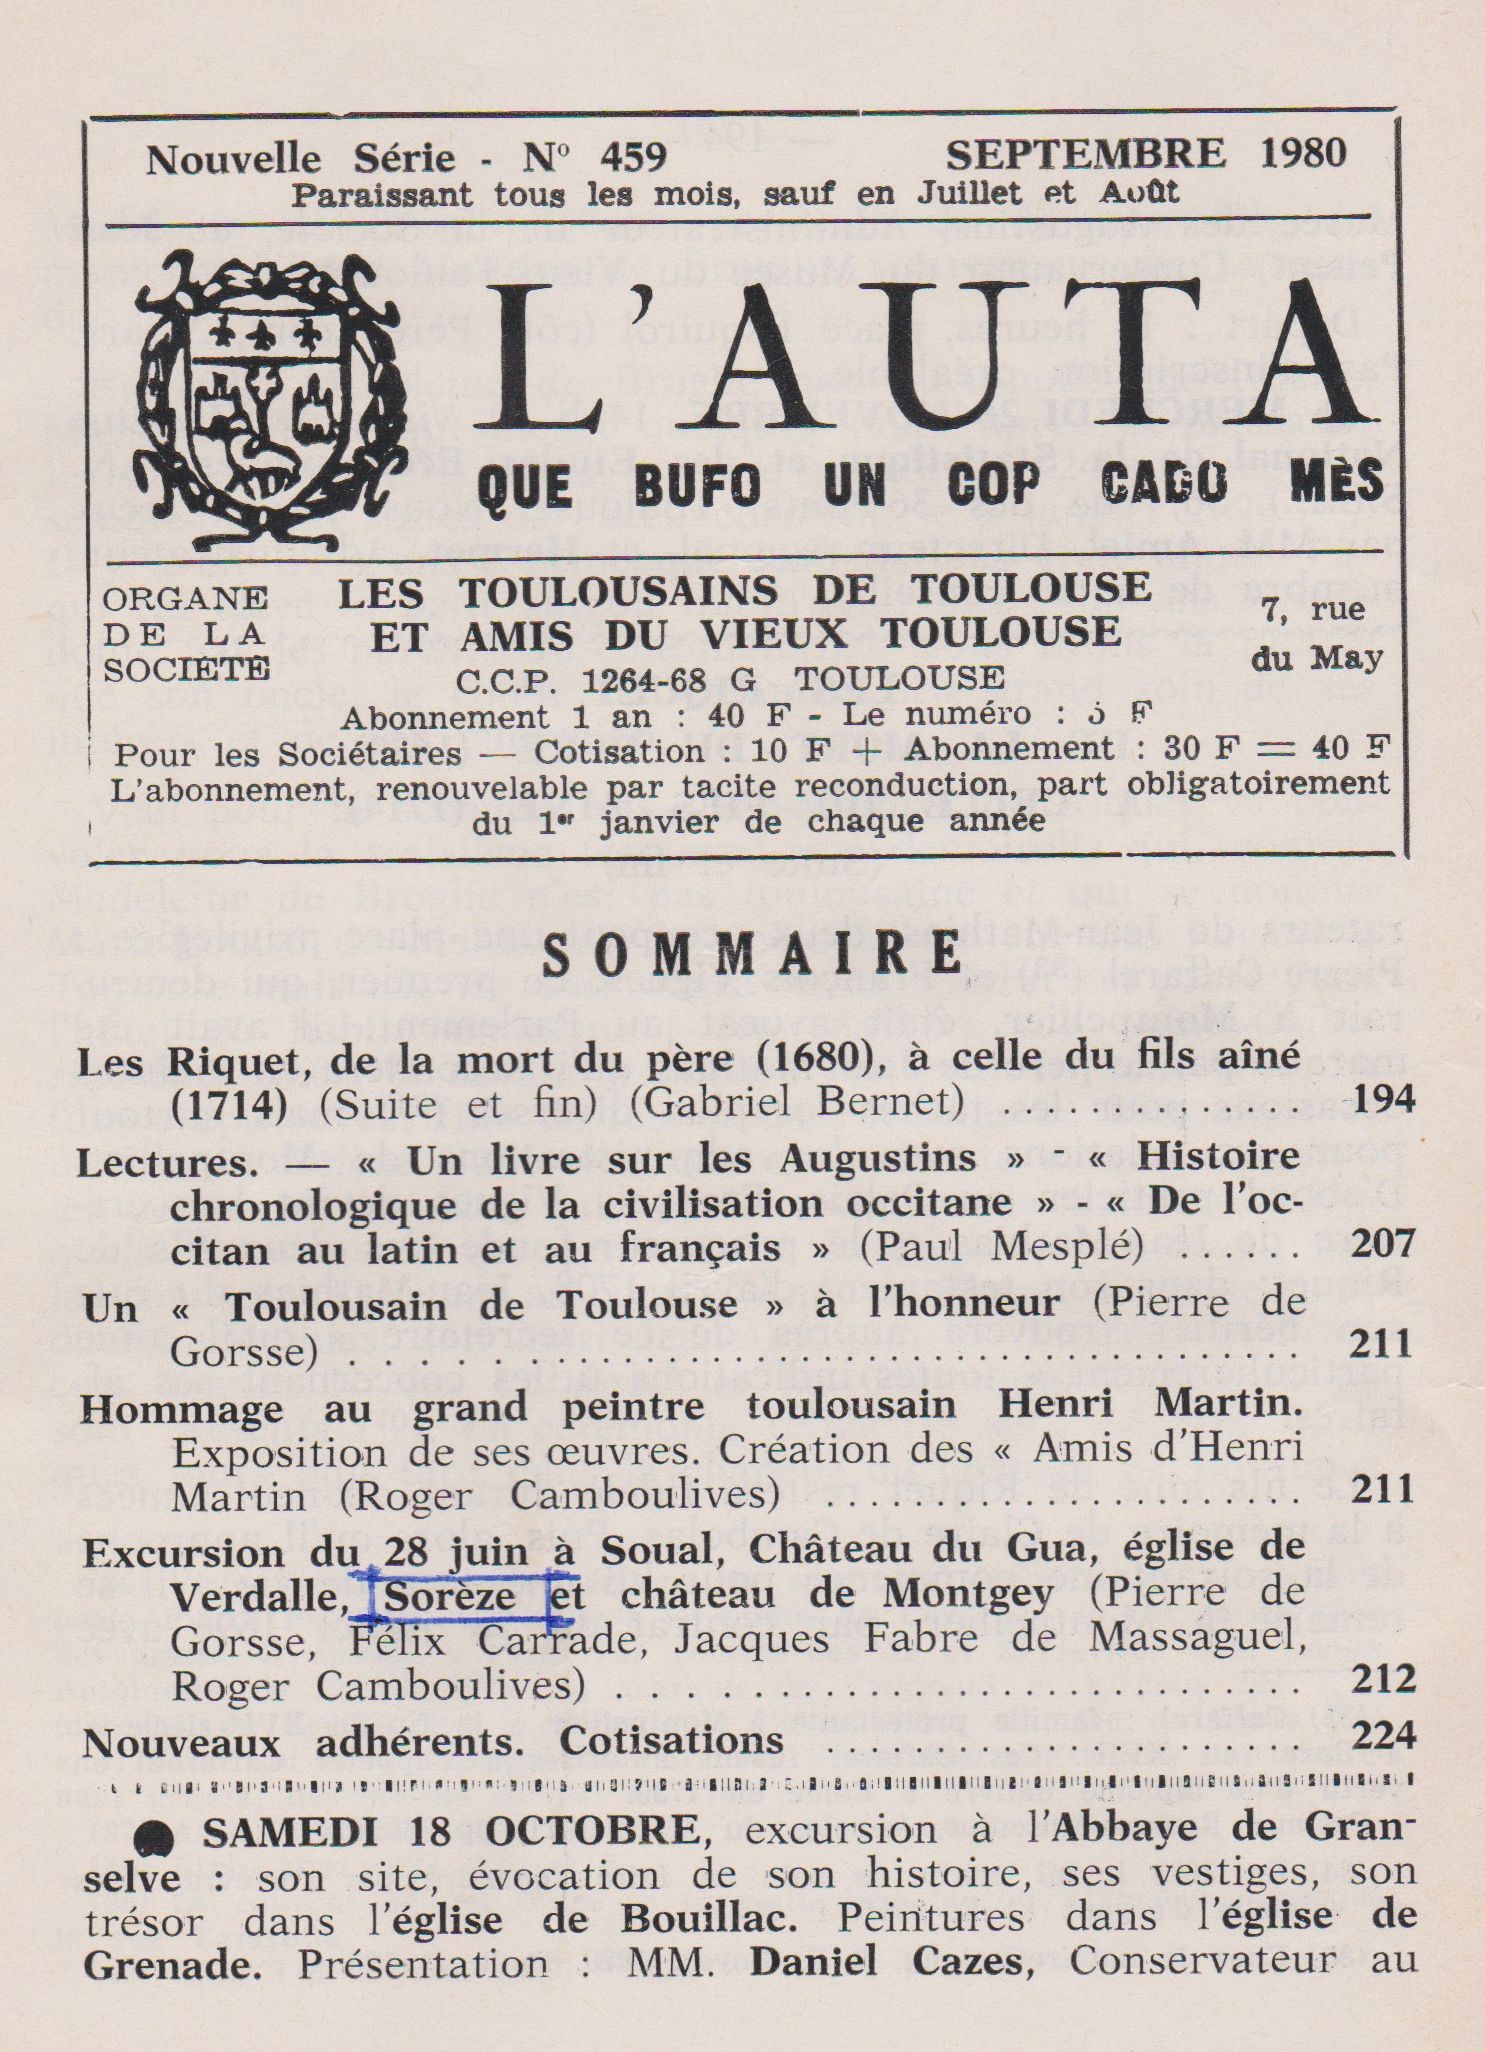 Nouvelle Série - Nº 459 SEPTEMBRE 1980
Paraissant tous les mois, sauf en Juillet et Août
L'AUTA
QUE BUFO UN COP CADO MÈS
ORGANE
DE LA
SOCIÉTÉ
LES TOULOUSAINS DE TOULOUSE
ET AMIS DU VIEUX TOULOUSE
7, rue
du May
C.C.P. 1264-68 G TOULOUSE
Abonnement 1 an : 40 F - Le numéro : F
Pour les Sociétaires — Cotisation : 10 F + Abonnement : 30 F = 40 F
L'abonnement, renouvelable par tacite reconduction, part obligatoirement
du 1er janvier de chaque année
SOMMAIRE
Les Riquet, de la mort du père (1680), à celle du fils aîné
(1714) (Suite et fin) (Gabriel Bernet) .............. 194
Lectures. — « Un livre sur les Augustins » - « Histoire
chronologique de la civilisation occitane » - « De l'oc-
citan au latin et au français » (Paul Mesplé) ...... 207
Un « Toulousain de Toulouse » à l'honneur (Pierre de
Gorsse) .................................... 211
Hommage au grand peintre toulousain Henri Martin.
Exposition de ses œuvres. Création des « Amis d'Henri
Martin (Roger Camboulives) ...................... 211
Excursion du 28 juin à Soual, Château du Gua, église de
Verdalle, Sorèze et château de Montgey (Pierre de
Gorsse, Félix Carrade, Jacques Fabre de Massaguel,
Roger Camboulives) ............................ 212
Nouveaux adhérents. Cotisations ...................... 224
● SAMEDI 18 OCTOBRE, excursion à l'Abbaye de Gran-
selve : son site, évocation de son histoire, ses vestiges, son
trésor dans l'église de Bouillac. Peintures dans l'église de
Grenade. Présentation : MM. Daniel Cazes, Conservateur au